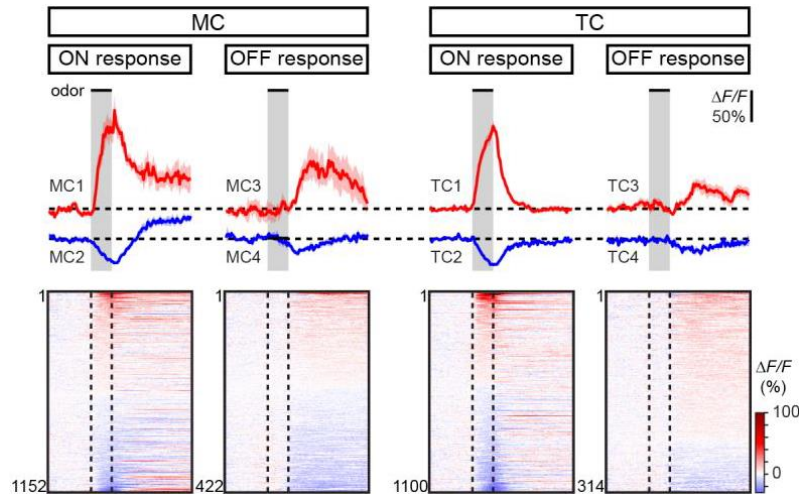 MC TC
ON response OFF response ON response OFF response
odor
ΔF/F
50%
MC1 MC3 TC1 TC3
MC2 MC4 TC2 TC4
1 1 1 1
ΔF/F
(%)
100
0
1152 422 1100 314